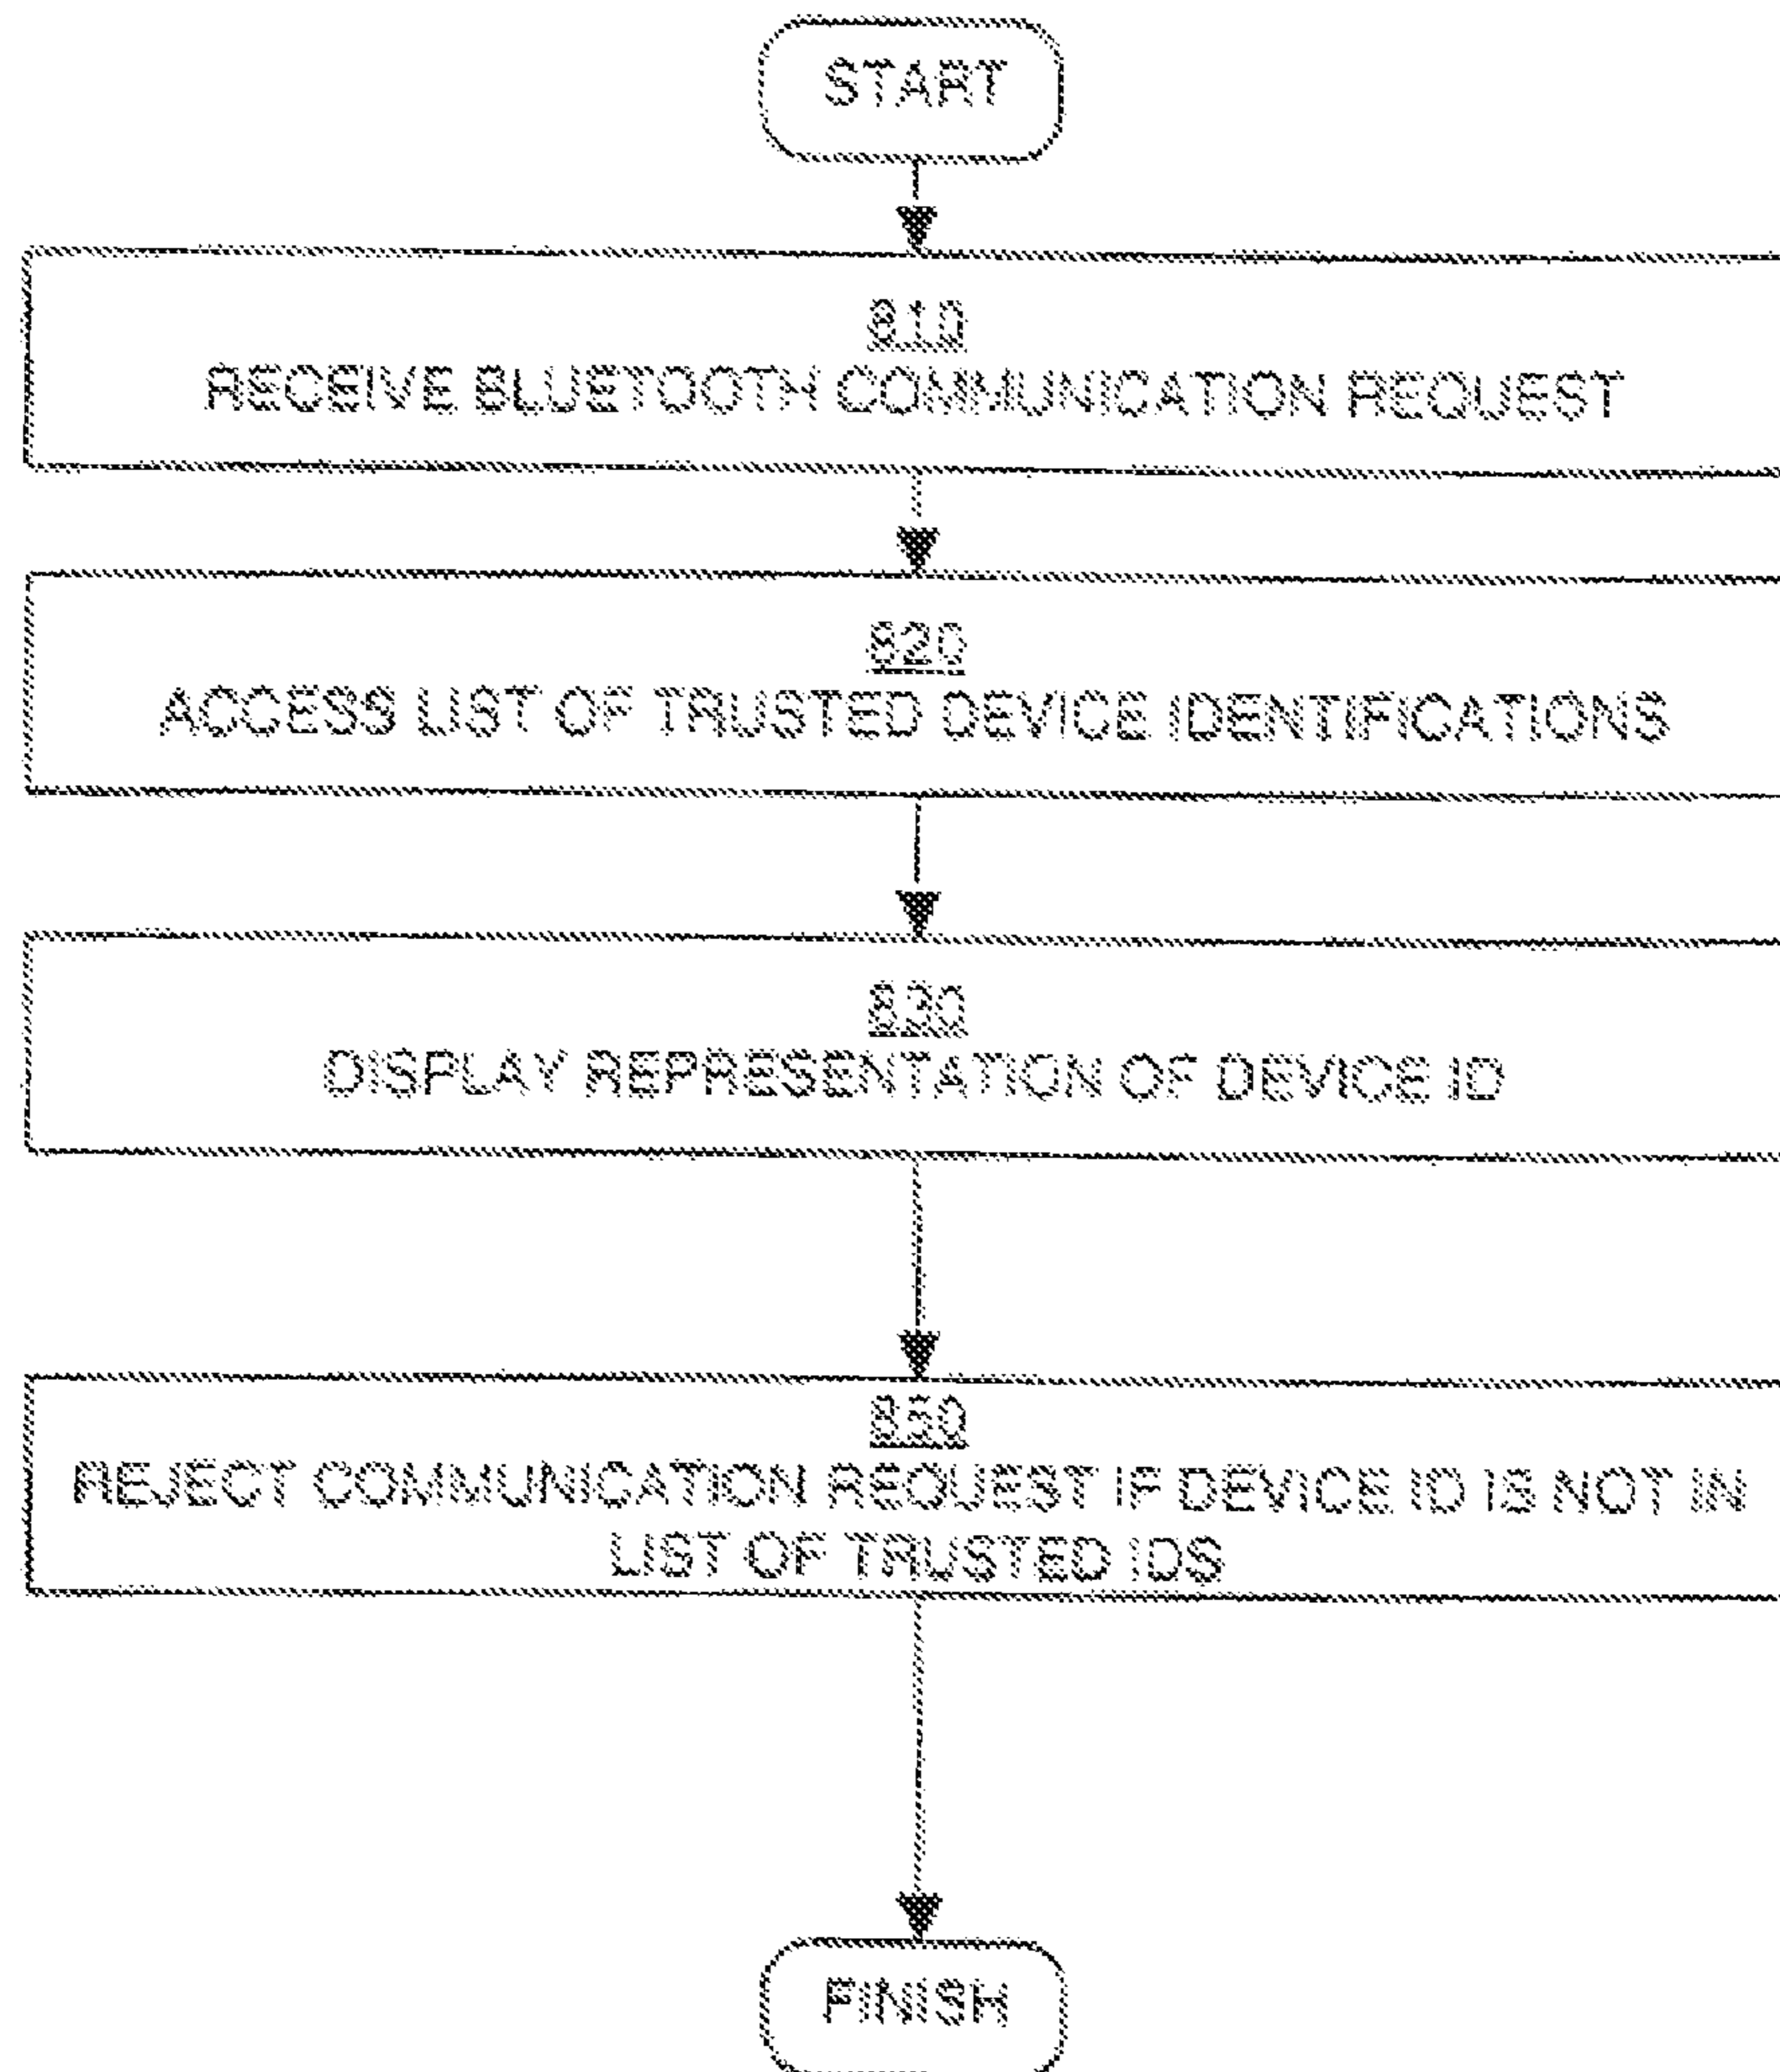 START
810
RECEIVE BLUETOOTH COMMUNICATION REQUEST
820
ACCESS LIST OF TRUSTED DEVICE IDENTIFICATIONS
830
DISPLAY REPRESENTATION OF DEVICE ID
850
REJECT COMMUNICATION REQUEST IF DEVICE ID IS NOT IN
LIST OF TRUSTED IDS
FINISH